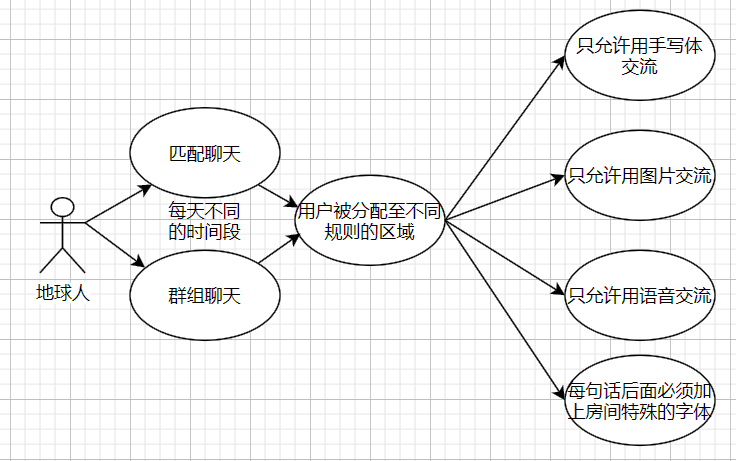 地球人
匹配聊天
每天不同
的时间段
群组聊天
用户被分配至不同
规则的区域
只允许用手写体
交流
只允许用图片交流
只允许用语音交流
每句话后面必须加
上房间特殊的字体